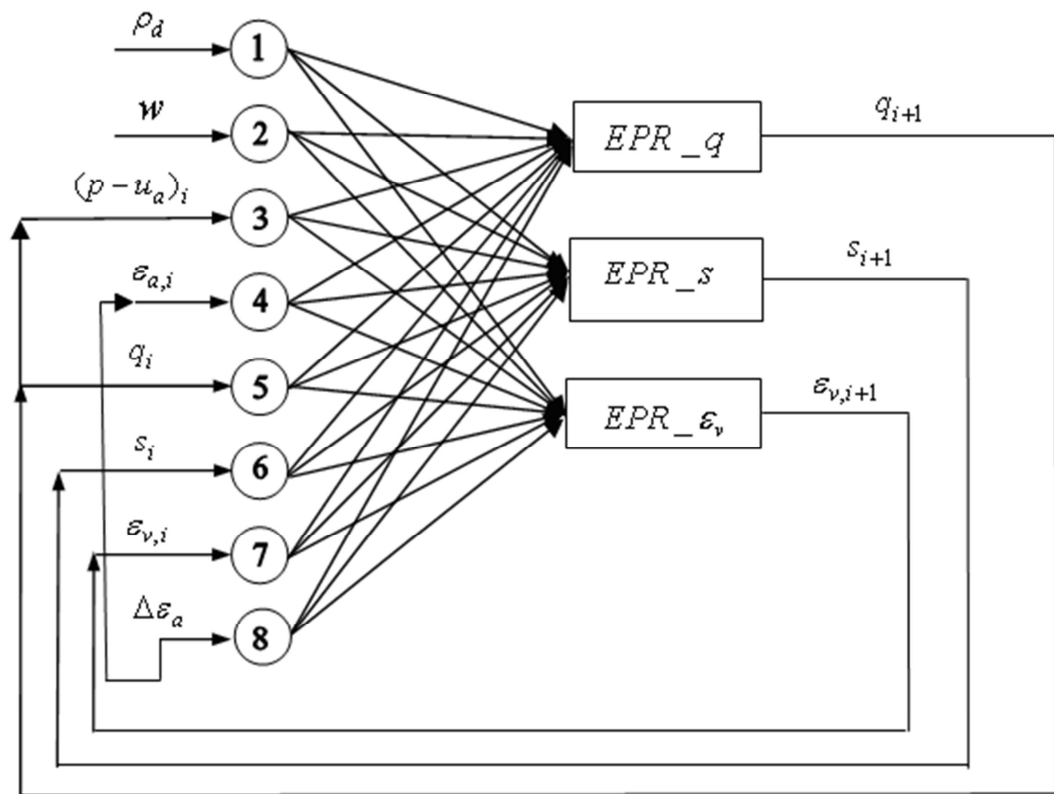 ρ_d
1
w
2
(p − u_a)_i
3
ε_{a,i}
4
q_i
5
s_i
6
ε_{v,i}
7
Δε_a
8
EPR_q
q_{i+1}
EPR_s
s_{i+1}
EPR_ε_v
ε_{v,i+1}